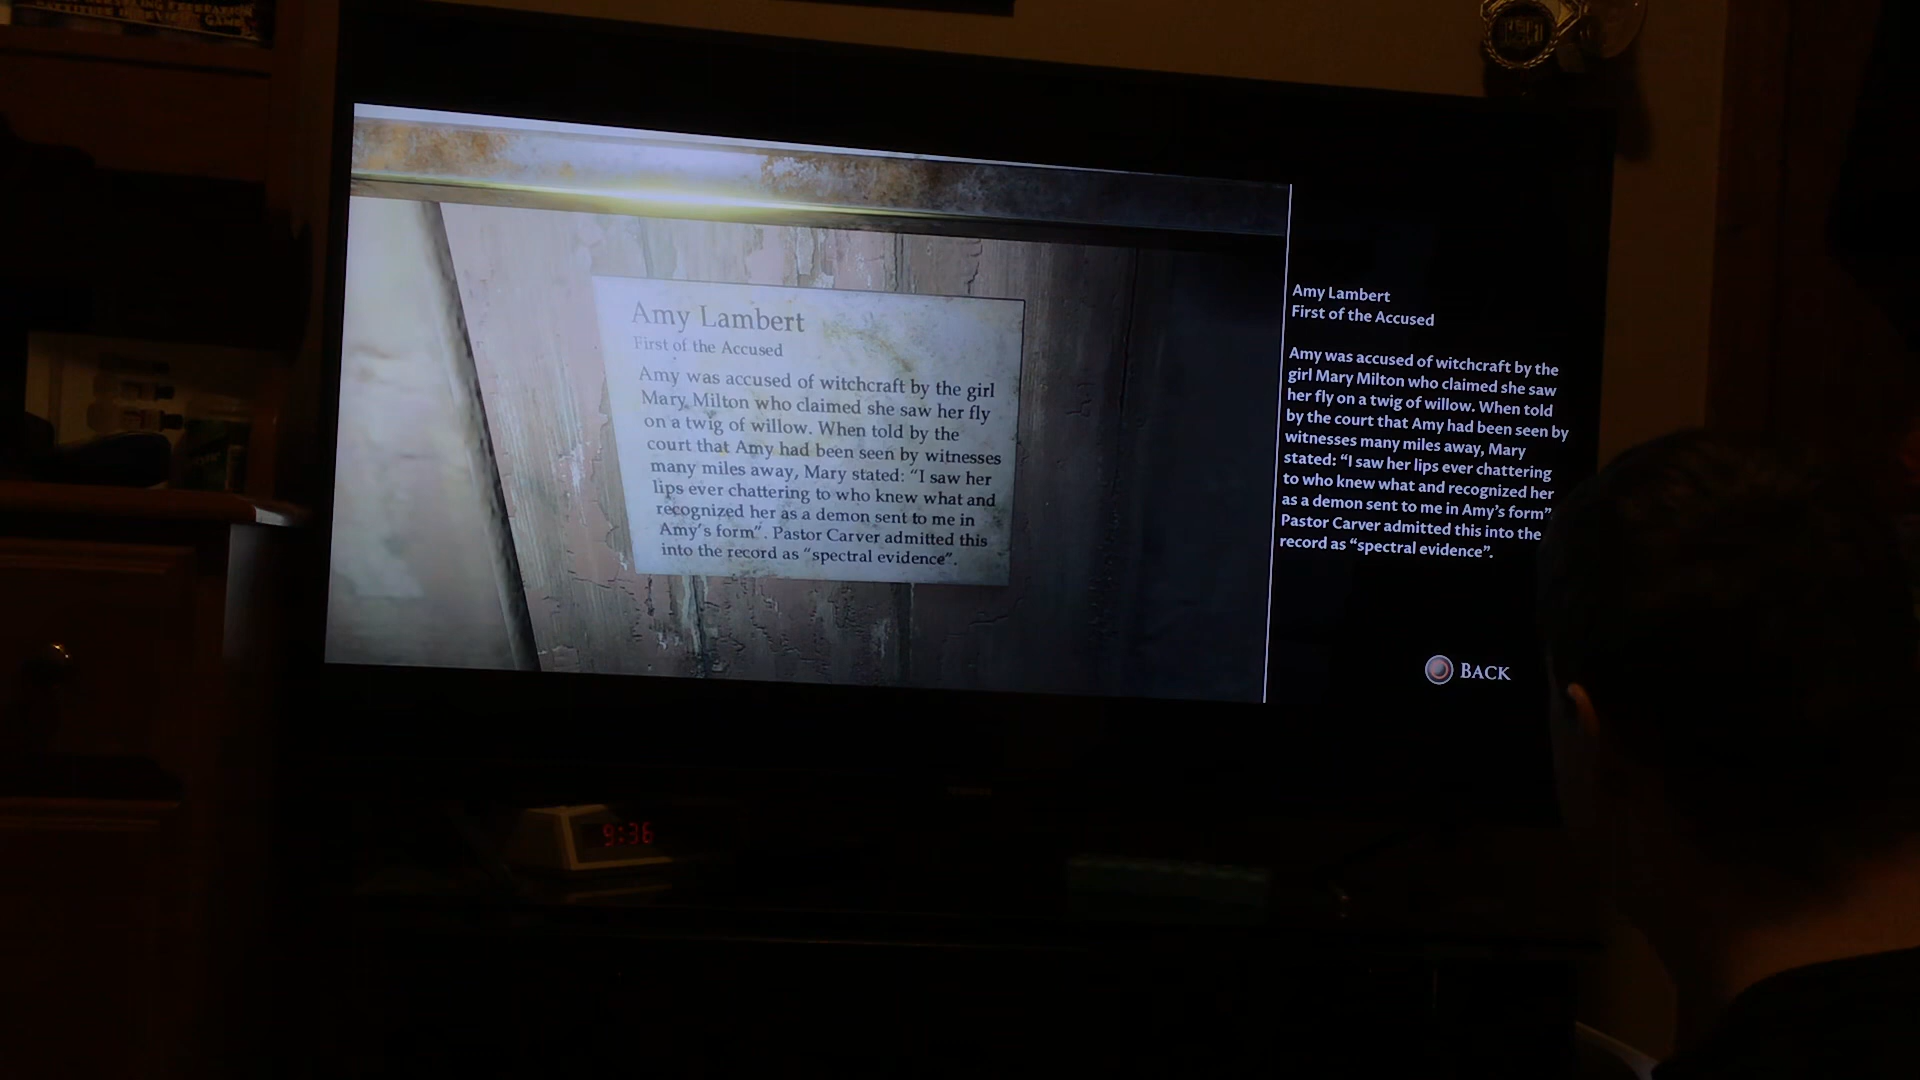 GAME
Amy Lambert
First of the Accused
Amy was accused of witchcraft by the girl
Mary Milton who claimed she saw her fly
on a twig of willow. When told by the
court that Amy had been seen by witnesses
many miles away, Mary stated: “I saw her
lips ever chattering to who knew what and
recognized her as a demon sent to me in
Amy's form”. Pastor Carver admitted this
into the record as “spectral evidence”.
Amy Lambert
First of the Accused
Amy was accused of witchcraft by the
girl Mary Milton who claimed she saw
her fly on a twig of willow. When told
by the court that Amy had been seen by
witnesses many miles away, Mary
stated: “I saw her lips ever chattering
to who knew what and recognized her
as a demon sent to me in Amy's form”.
Pastor Carver admitted this into the
record as “spectral evidence”.
BACK
9:36